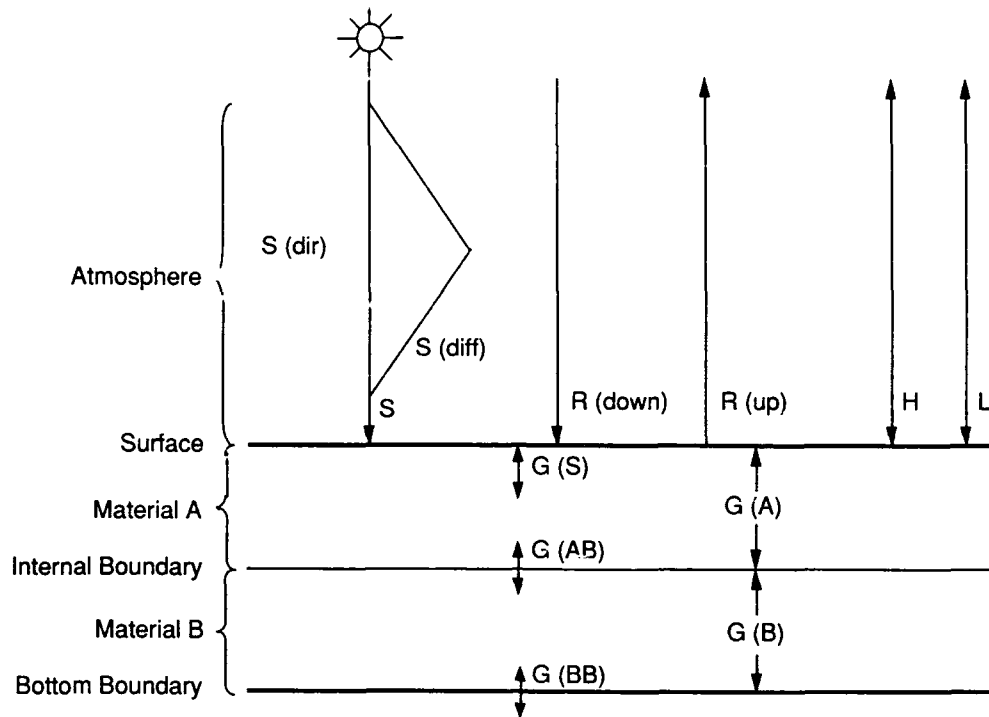 S (dir)
Atmosphere
S (diff)
S
R (down)
R (up)
H
L
Surface
G (S)
Material A
G (A)
G (AB)
Internal Boundary
Material B
G (B)
G (BB)
Bottom Boundary